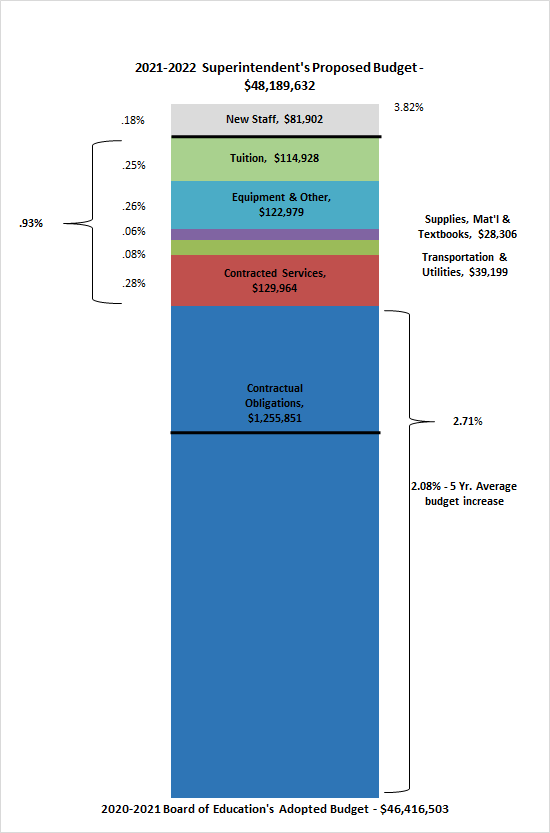 2021-2022 Superintendent's Proposed Budget -
$48,189,632
3.82%
.18%
New Staff, $81,902
.25%
Tuition, $114,928
.26%
Equipment & Other,
$122,979
.93%
.06%
Supplies, Mat'l &
Textbooks, $28,306
.08%
Transportation &
Utilities, $39,199
.28%
Contracted Services,
$129,964
Contractual
Obligations,
$1,255,851
2.71%
2.08% - 5 Yr. Average
budget increase
2020-2021 Board of Education's Adopted Budget - $46,416,503